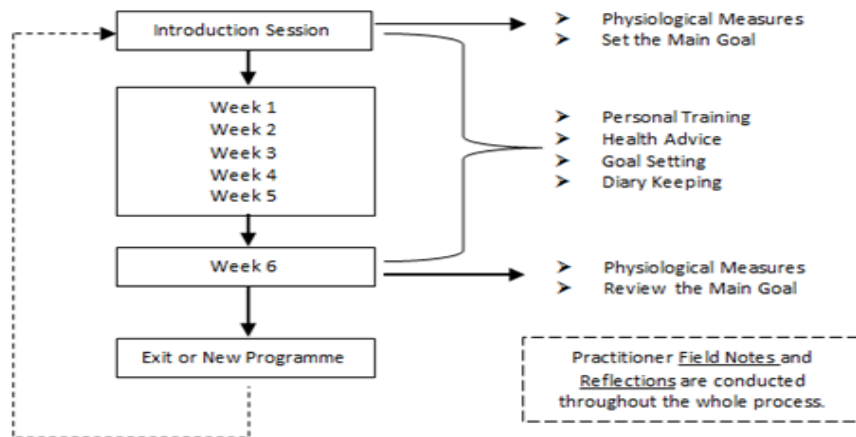 Introduction Session
➤ Physiological Measures
➤ Set the Main Goal
Week 1
Week 2
Week 3
Week 4
Week 5
➤ Personal Training
➤ Health Advice
➤ Goal Setting
➤ Diary Keeping
Week 6
➤ Physiological Measures
➤ Review the Main Goal
Exit or New Programme
Practitioner Field Notes and
Reflections are conducted
throughout the whole process.